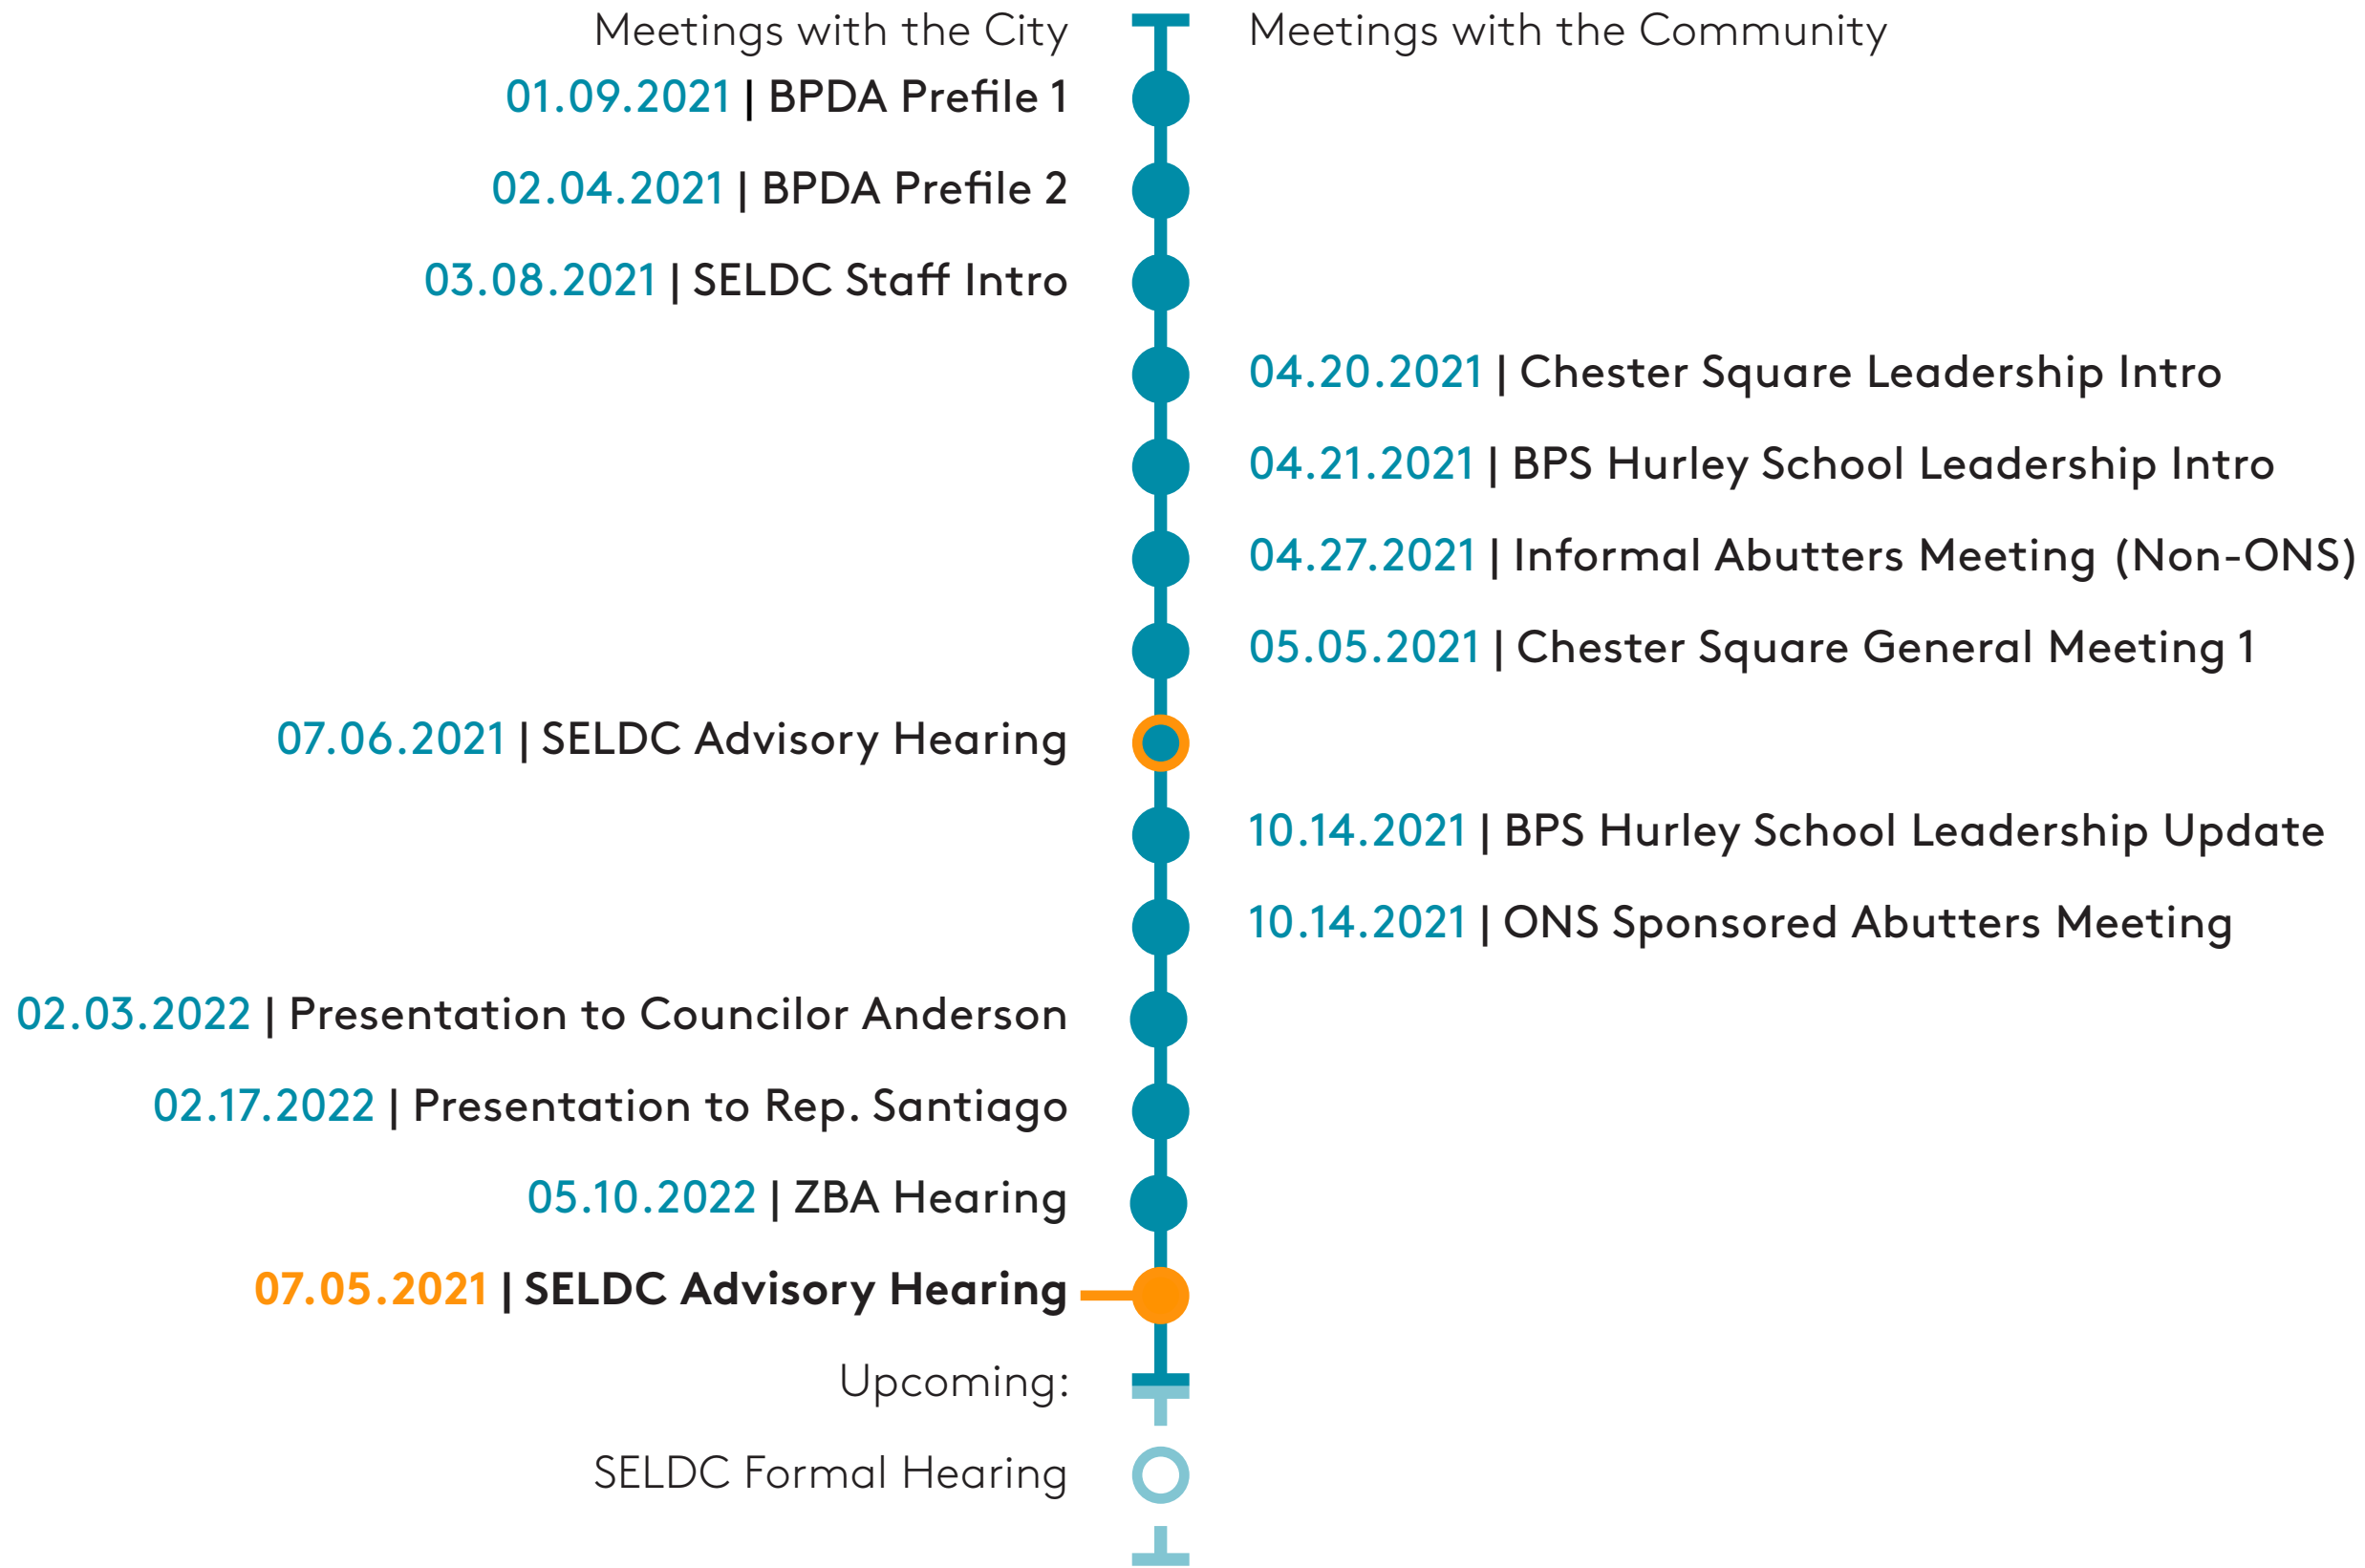 Meetings with the City
Meetings with the Community
01.09.2021 | BPDA Prefile 1
02.04.2021 | BPDA Prefile 2
03.08.2021 | SELDC Staff Intro
04.20.2021 | Chester Square Leadership Intro
04.21.2021 | BPS Hurley School Leadership Intro
04.27.2021 | Informal Abutters Meeting (Non-ONS)
05.05.2021 | Chester Square General Meeting 1
07.06.2021 | SELDC Advisory Hearing
10.14.2021 | BPS Hurley School Leadership Update
10.14.2021 | ONS Sponsored Abutters Meeting
02.03.2022 | Presentation to Councilor Anderson
02.17.2022 | Presentation to Rep. Santiago
05.10.2022 | ZBA Hearing
07.05.2021 | SELDC Advisory Hearing
Upcoming:
SELDC Formal Hearing